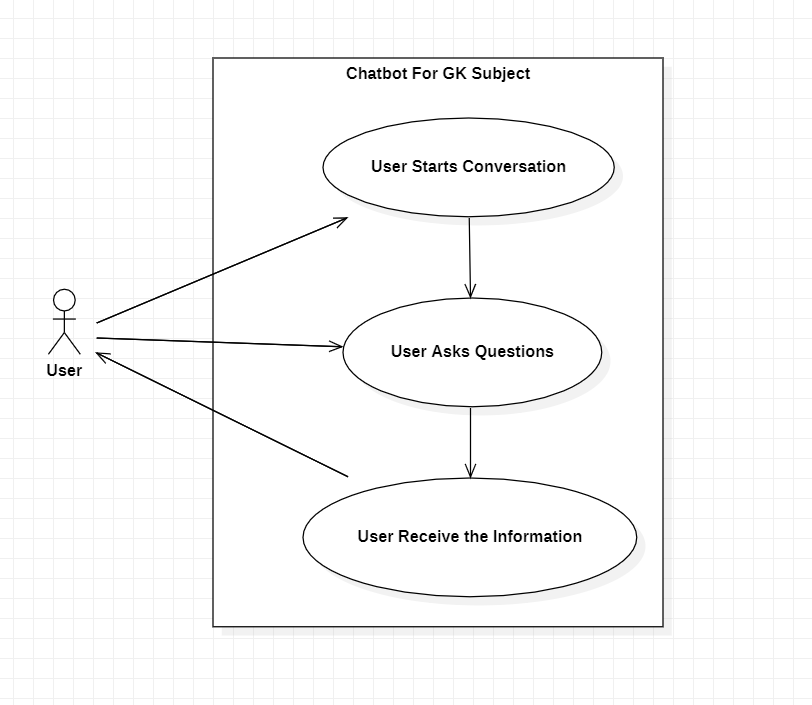 Chatbot For GK Subject
User Starts Conversation
User Asks Questions
User
User Receive the Information